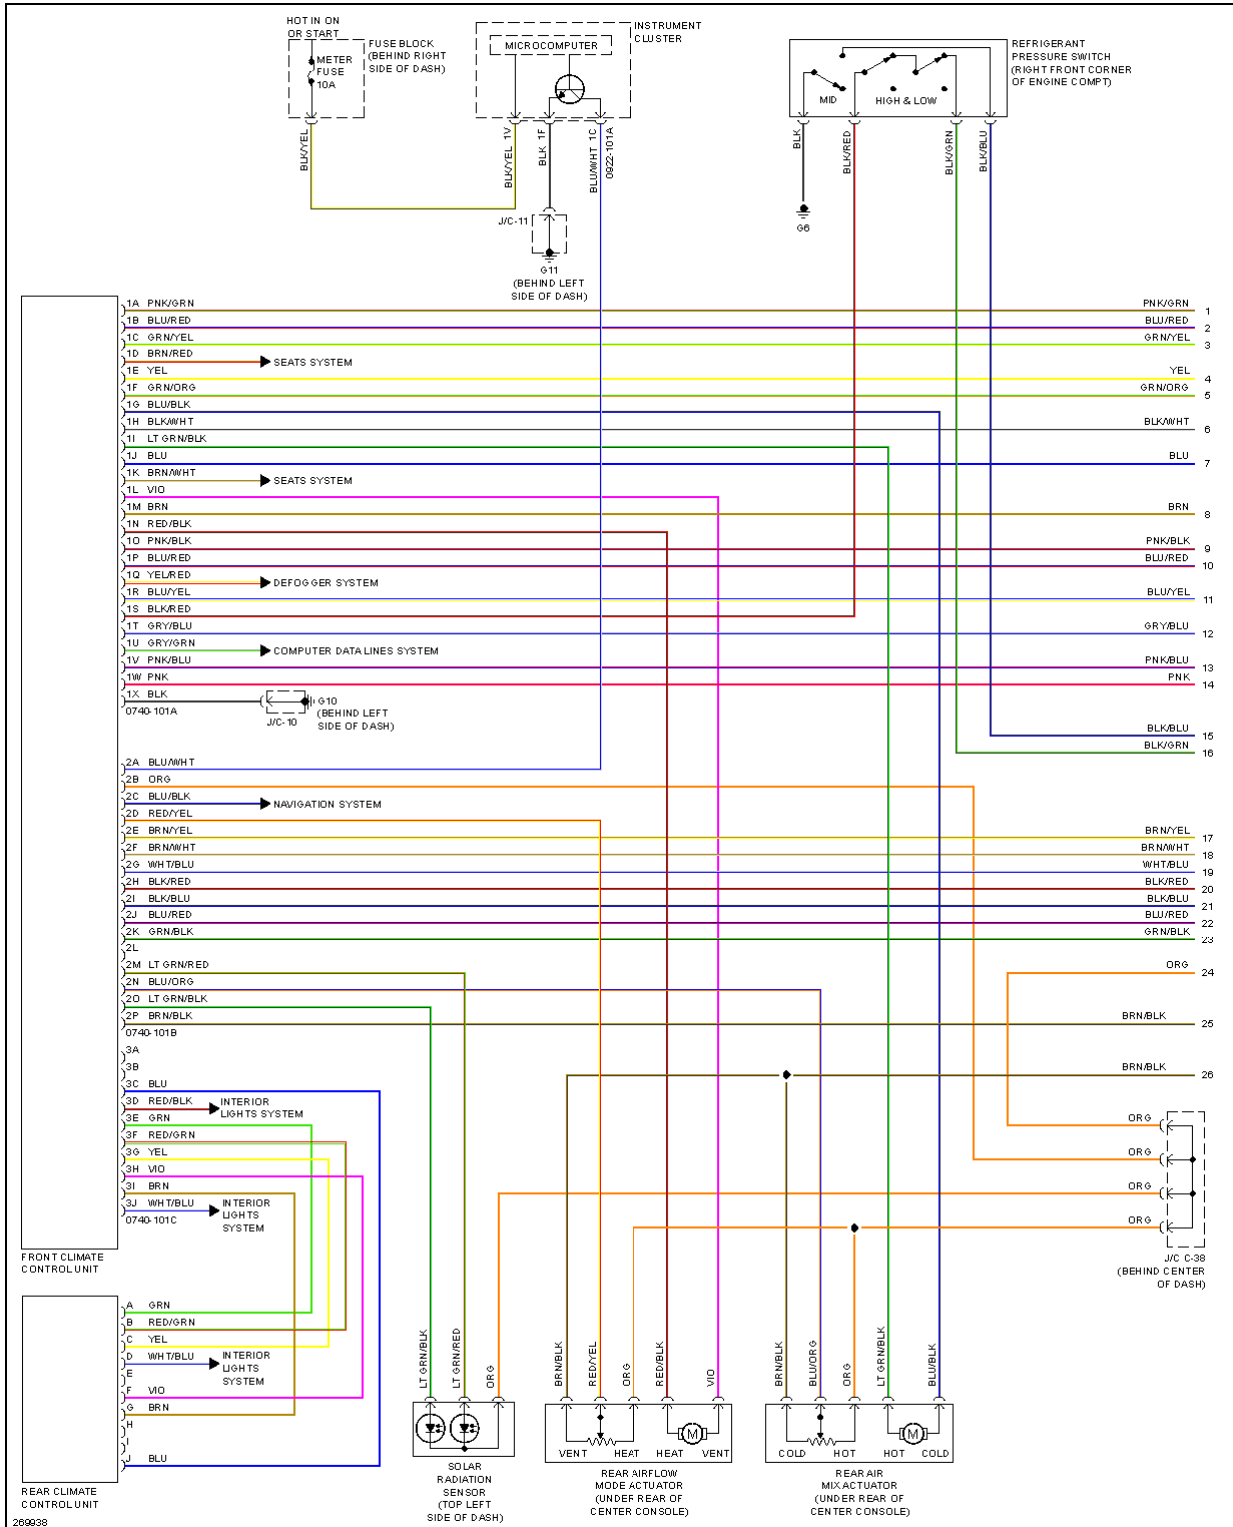 HOT IN ON
OR START
FUSE BLOCK
(BEHIND RIGHT
SIDE OF DASH)
METER
FUSE
10A
INSTRUMENT
CLUSTER
MICROCOMPUTER
REFRIGERANT
PRESSURE SWITCH
(RIGHT FRONT CORNER
OF ENGINE COMPT)
MID
HIGH & LOW
BLK/YEL
BLK/YEL 1V
BLK 1F
BLU/WHT 1C
0922-101A
BLK
BLK/RED
BLK/GRN
BLK/BLU
J/C-11
G11
(BEHIND LEFT
SIDE OF DASH)
G6
1A PNK/GRN
PNK/GRN 1
1B BLU/RED
BLU/RED 2
1C GRN/YEL
GRN/YEL 3
1D BRN/RED
SEATS SYSTEM
1E YEL
YEL 4
1F GRN/ORG
GRN/ORG 5
1G BLU/BLK
1H BLK/WHT
BLK/WHT 6
1I LT GRN/BLK
1J BLU
BLU 7
1K BRN/WHT
SEATS SYSTEM
1L VIO
1M BRN
BRN 8
1N RED/BLK
1O PNK/BLK
PNK/BLK 9
1P BLU/RED
BLU/RED 10
1Q YEL/RED
DEFOGGER SYSTEM
1R BLU/YEL
BLU/YEL 11
1S BLK/RED
1T GRY/BLU
GRY/BLU 12
1U GRY/GRN
COMPUTER DATA LINES SYSTEM
1V PNK/BLU
PNK/BLU 13
1W PNK
PNK 14
1X BLK
0740-101A
J/C-10
G10
(BEHIND LEFT
SIDE OF DASH)
BLK/BLU 15
BLK/GRN 16
2A BLU/WHT
2B ORG
2C BLU/BLK
NAVIGATION SYSTEM
2D RED/YEL
2E BRN/YEL
BRN/YEL 17
2F BRN/WHT
BRN/WHT 18
2G WHT/BLU
WHT/BLU 19
2H BLK/RED
BLK/RED 20
2I BLK/BLU
BLK/BLU 21
2J BLU/RED
BLU/RED 22
2K GRN/BLK
GRN/BLK 23
2L
2M LT GRN/RED
ORG 24
2N BLU/ORG
2O LT GRN/BLK
2P BRN/BLK
BRN/BLK 25
0740-101B
3A
3B
BRN/BLK 26
3C BLU
3D RED/BLK
INTERIOR
LIGHTS SYSTEM
3E GRN
ORG
3F RED/GRN
3G YEL
ORG
3H VIO
3I BRN
ORG
3J WHT/BLU
INTERIOR
LIGHTS
SYSTEM
0740-101C
ORG
FRONT CLIMATE
CONTROL UNIT
J/C C-38
(BEHIND CENTER
OF DASH)
A GRN
B RED/GRN
C YEL
D WHT/BLU
INTERIOR
LIGHTS
SYSTEM
E
F VIO
G BRN
H
I
J BLU
REAR CLIMATE
CONTROL UNIT
LT GRN/BLK
LT GRN/RED
ORG
BRN/BLK
RED/YEL
ORG
RED/BLK
VIO
BRN/BLK
BLU/ORG
ORG
LT GRN/BLK
BLU/BLK
M
VENT HEAT HEAT VENT
M
COLD HOT HOT COLD
SOLAR
RADIATION
SENSOR
(TOP LEFT
SIDE OF DASH)
REAR AIRFLOW
MODE ACTUATOR
(UNDER REAR OF
CENTER CONSOLE)
REAR AIR
MIX ACTUATOR
(UNDER REAR OF
CENTER CONSOLE)
269938